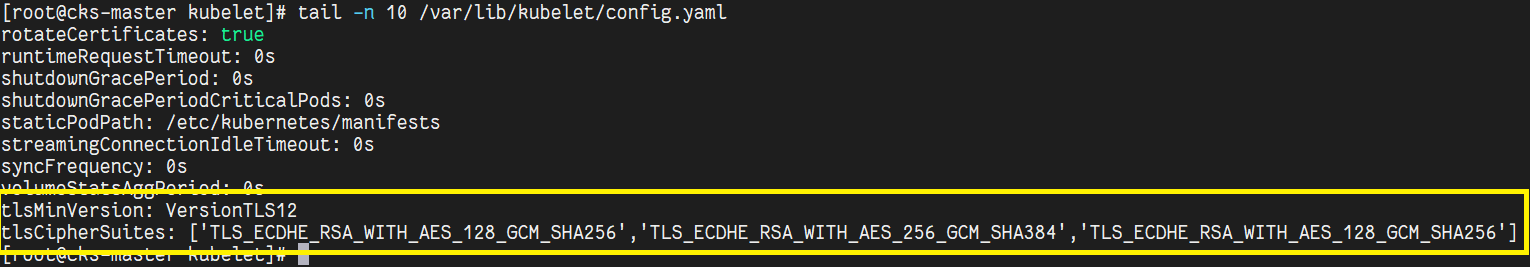 [root@cks-master kubelet]# tail -n 10 /var/lib/kubelet/config.yaml
rotateCertificates: true
runtimeRequestTimeout: 0s
shutdownGracePeriod: 0s
shutdownGracePeriodCriticalPods: 0s
staticPodPath: /etc/kubernetes/manifests
streamingConnectionIdleTimeout: 0s
syncFrequency: 0s
volumeStatsAggPeriod: 0s
tlsMinVersion: VersionTLS12
tlsCipherSuites: ['TLS_ECDHE_RSA_WITH_AES_128_GCM_SHA256','TLS_ECDHE_RSA_WITH_AES_256_GCM_SHA384','TLS_ECDHE_RSA_WITH_AES_128_GCM_SHA256']
[root@cks-master kubelet]#